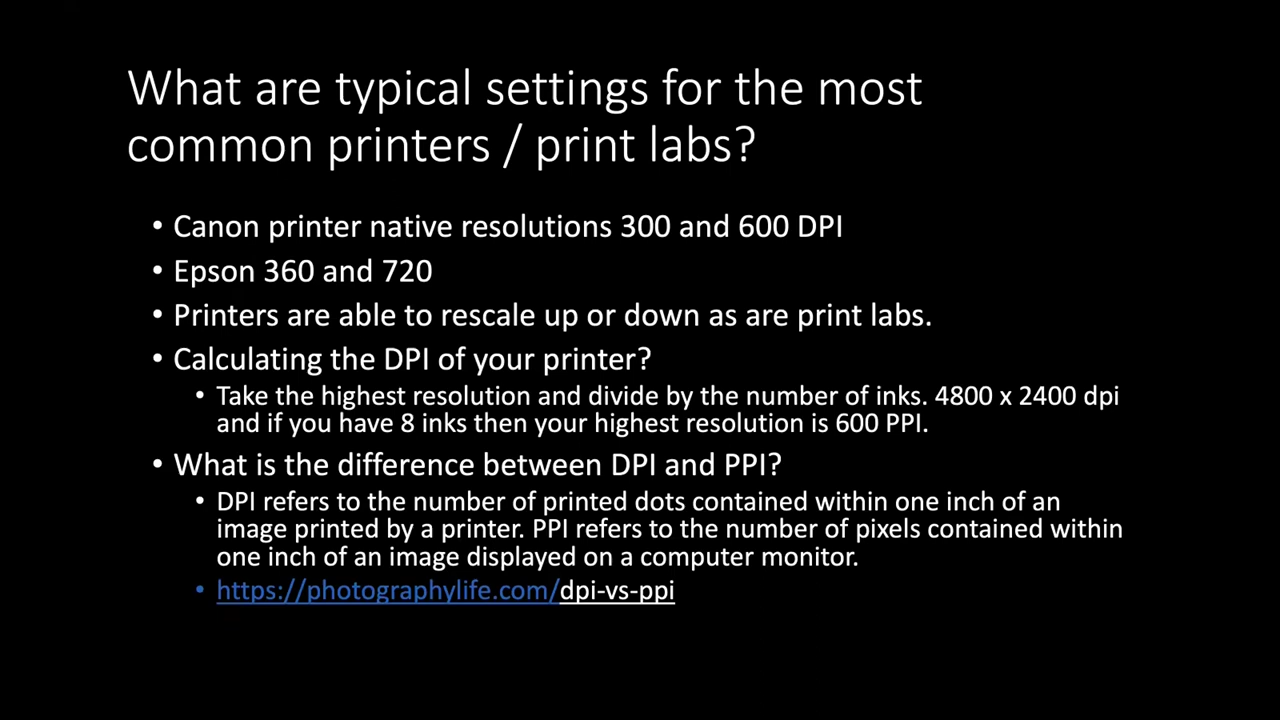 What are typical settings for the most
common printers / print labs?
• Canon printer native resolutions 300 and 600 DPI
• Epson 360 and 720
• Printers are able to rescale up or down as are print labs.
• Calculating the DPI of your printer?
• Take the highest resolution and divide by the number of inks. 4800 x 2400 dpi
and if you have 8 inks then your highest resolution is 600 PPI.
• What is the difference between DPI and PPI?
• DPI refers to the number of printed dots contained within one inch of an
image printed by a printer. PPI refers to the number of pixels contained within
one inch of an image displayed on a computer monitor.
• https://photographylife.com/dpi-vs-ppi